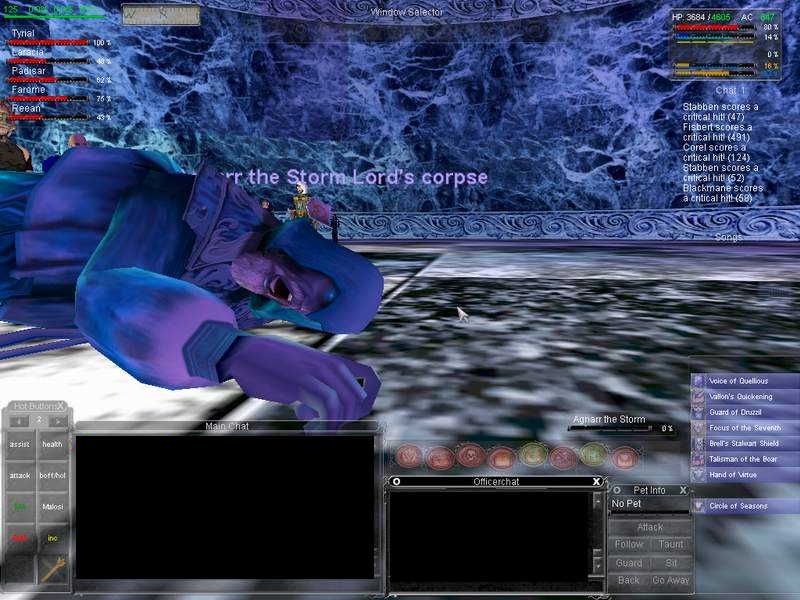 Window Selector
HP: 3684 / 4605 AC 847
80 %
14 %
0 %
16 %
Tyrial
100 %
Laracia
48 %
Padisar
62 %
Farome
75 %
Reean
43 %
Chat 1
Stabben scores a
critical hit! (47)
Fisbert scores a
critical hit! (491)
Corel scores a
critical hit! (124)
Stabben scores a
critical hit! (52)
Blackmane scores
a critical hit! (58)
rr the Storm Lord's corpse
Songs
Voice of Quellious
Vallon's Quickening
Guard of Druzzil
Focus of the Seventh
Brell's Stalwart Shield
Talisman of the Boar
Hand of Virtue
Circle of Seasons
Hot Buttons X
2
assist health
attack boft/hol
Malosi
inc
Main Chat
Agnarr the Storm
0 %
O Officerchat X
O Pet Info X
No Pet
Attack
Follow Taunt
Guard Sit
Back Go Away